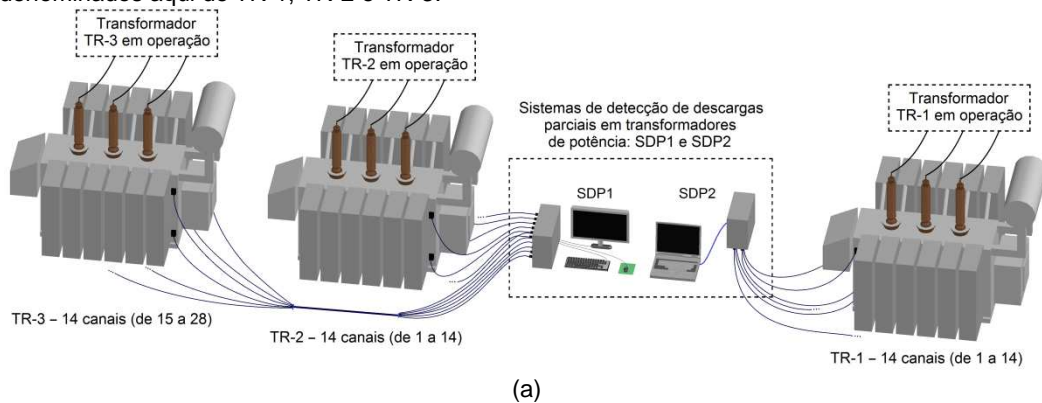 denominados aqui de TR-1, TR-2 e TR-3.
Transformador
TR-3 em operação
Transformador
TR-2 em operação
Sistemas de detecção de descargas
parciais em transformadores
de potência: SDP1 e SDP2
Transformador
TR-1 em operação
SDP1
SDP2
TR-3 – 14 canais (de 15 a 28)
TR-2 – 14 canais (de 1 a 14)
TR-1 – 14 canais (de 1 a 14)
(a)